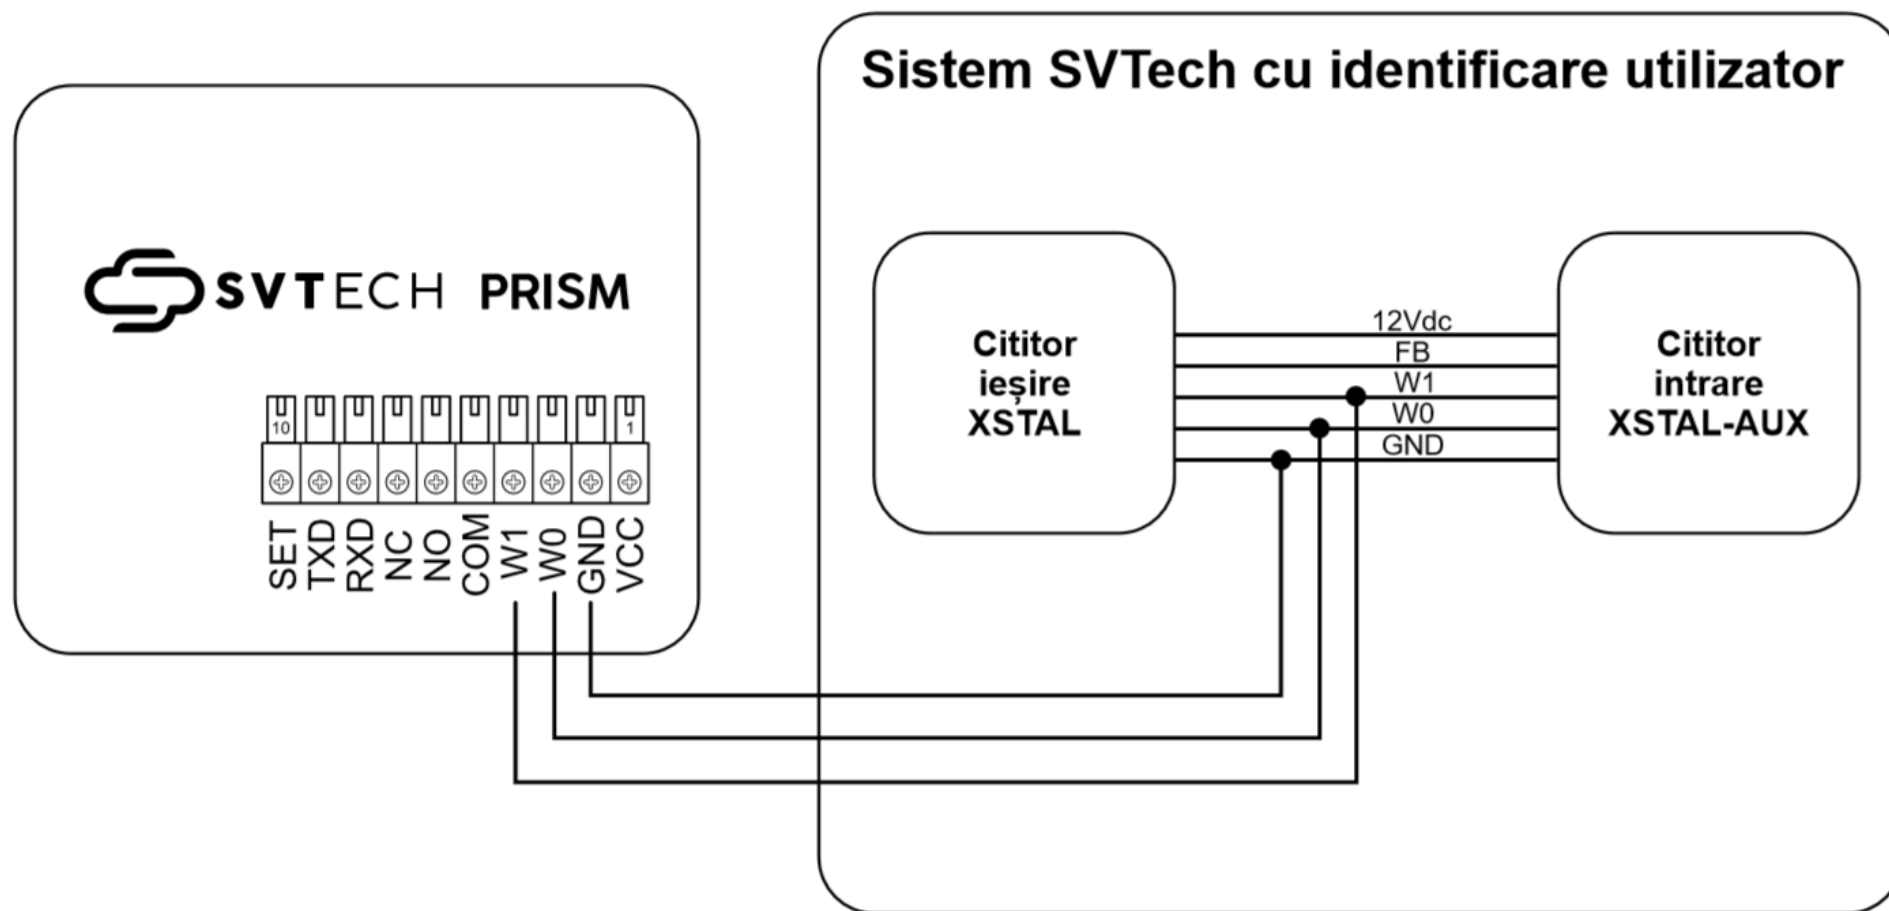 Sistem SVTech cu identificare utilizator
SVTECH PRISM
10
1
SET
TXD
RXD
NC
NO
COM
W1
W0
GND
VCC
Cititor
ieșire
XSTAL
12Vdc
FB
W1
W0
GND
Cititor
intrare
XSTAL-AUX